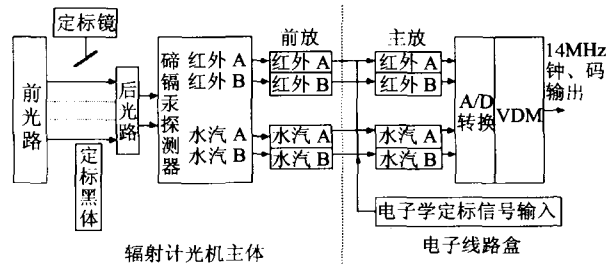 定标镜
前光路
后光路
定标黑体
碲镉汞探测器
红外 A
红外 B
水汽 A
水汽 B
前放
红外 A
红外 B
水汽 A
水汽 B
主放
红外 A
红外 B
水汽 A
水汽 B
A/D
转换
VDM
14MHz
钟、码
输出
电子学定标信号输入
辐射计光机主体
电子线路盒